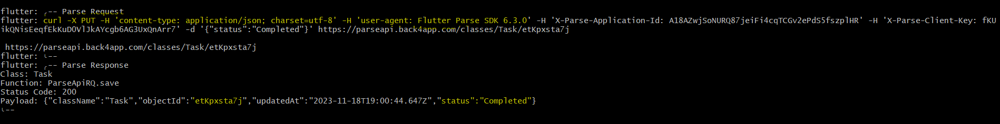 flutter: ╭-- Parse Request
flutter: curl -X PUT -H 'content-type: application/json; charset=utf-8' -H 'user-agent: Flutter Parse SDK 6.3.0' -H 'X-Parse-Application-Id: A18AZwjSoNURQ87jeiFi4cqTCGv2ePdS5fszplHR' -H 'X-Parse-Client-Key: fKU
ikQNisEeqfEkKuDOVlJkAYcgb6AG3UxQnArr7' -d '{"status":"Completed"}' https://parseapi.back4app.com/classes/Task/etKpxsta7j
https://parseapi.back4app.com/classes/Task/etKpxsta7j
flutter: ╰--
flutter: ╭-- Parse Response
Class: Task
Function: ParseApiRQ.save
Status Code: 200
Payload: {"className":"Task","objectId":"etKpxsta7j","updatedAt":"2023-11-18T19:00:44.647Z","status":"Completed"}
╰--